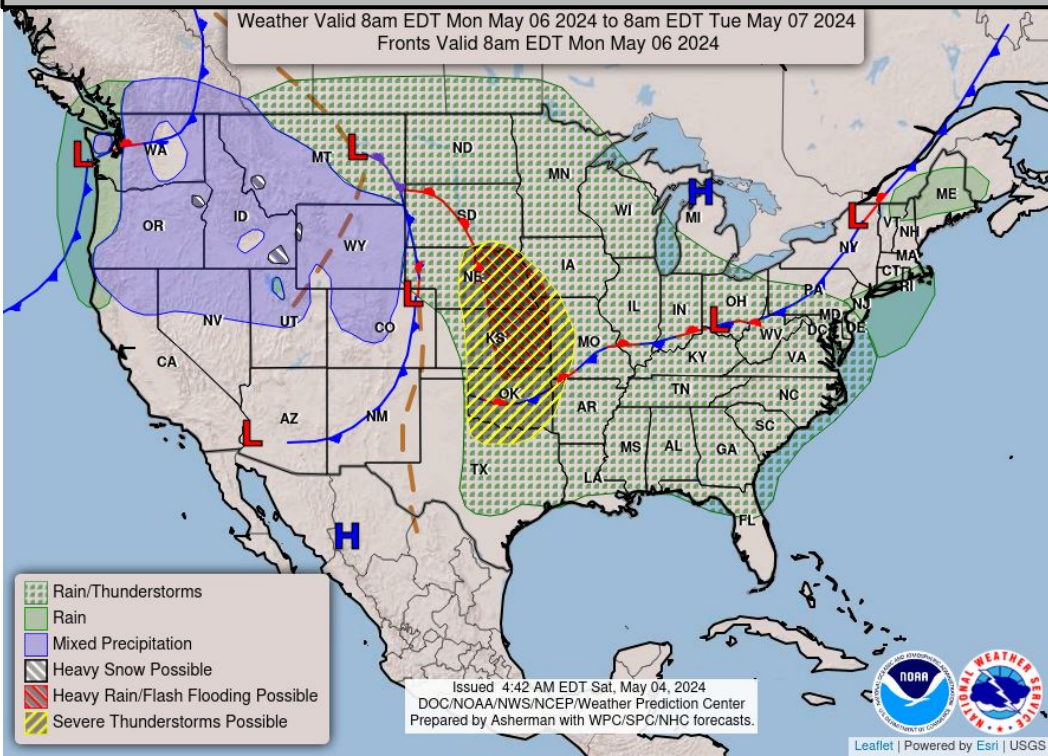 Weather Valid 8am EDT Mon May 06 2024 to 8am EDT Tue May 07 2024
Fronts Valid 8am EDT Mon May 06 2024
L
WA
MT
L
ND
MN
WI
H
MI
ME
L
VT
NH
NY
MA
CT
RI
OR
ID
WY
SD
NE
IA
PA
NJ
L
NV
UT
CO
KS
MO
IL
IN
OH
L
MD
DE
DC
WV
VA
KY
CA
AZ
NM
OK
AR
TN
NC
SC
L
TX
MS
AL
GA
LA
FL
H
Rain/Thunderstorms
Rain
Mixed Precipitation
Heavy Snow Possible
Heavy Rain/Flash Flooding Possible
Severe Thunderstorms Possible
Issued 4:42 AM EDT Sat, May 04, 2024
DOC/NOAA/NWS/NCEP/Weather Prediction Center
Prepared by Asherman with WPC/SPC/NHC forecasts.
NOAA
NATIONAL WEATHER SERVICE
Leaflet | Powered by Esri | USGS